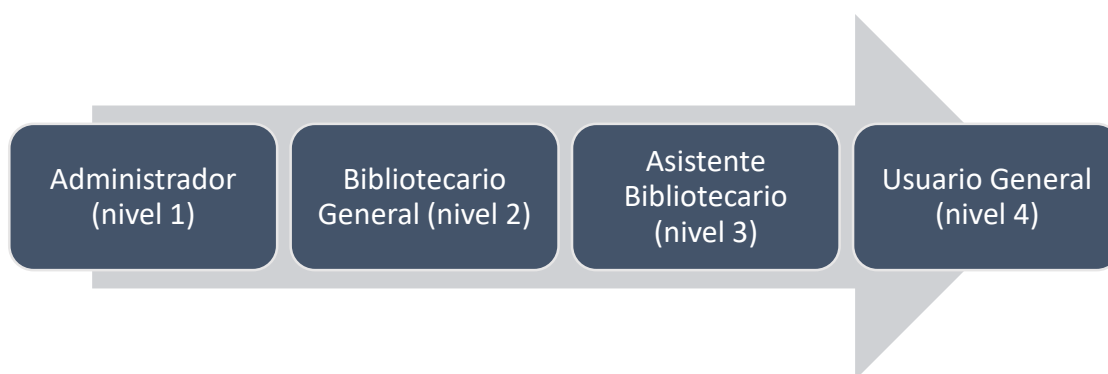 Administrador
(nivel 1)
Bibliotecario
General (nivel 2)
Asistente
Bibliotecario
(nivel 3)
Usuario General
(nivel 4)